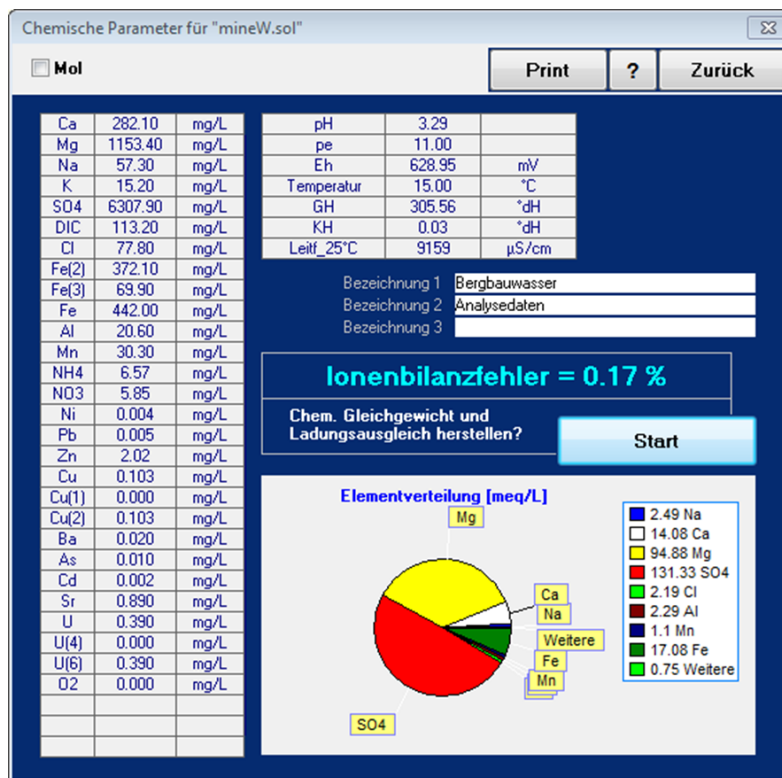 Chemische Parameter für "mineW.sol"
Mol
Print ? Zurück
Ca 282.10 mg/L
Mg 1153.40 mg/L
Na 57.30 mg/L
K 15.20 mg/L
SO4 6307.90 mg/L
DIC 113.20 mg/L
Cl 77.80 mg/L
Fe(2) 372.10 mg/L
Fe(3) 69.90 mg/L
Fe 442.00 mg/L
Al 20.60 mg/L
Mn 30.30 mg/L
NH4 6.57 mg/L
NO3 5.85 mg/L
Ni 0.004 mg/L
Pb 0.005 mg/L
Zn 2.02 mg/L
Cu 0.103 mg/L
Cu(1) 0.000 mg/L
Cu(2) 0.103 mg/L
Ba 0.020 mg/L
As 0.010 mg/L
Cd 0.002 mg/L
Sr 0.890 mg/L
U 0.390 mg/L
U(4) 0.000 mg/L
U(6) 0.390 mg/L
O2 0.000 mg/L
pH 3.29
pe 11.00
Eh 628.95 mV
Temperatur 15.00 °C
GH 305.56 °dH
KH 0.03 °dH
Leitf_25°C 9159 µS/cm
Bezeichnung 1 Bergbauwasser
Bezeichnung 2 Analysedaten
Bezeichnung 3
Ionenbilanzfehler = 0.17 %
Chem. Gleichgewicht und
Ladungsausgleich herstellen?
Start
Elementverteilung [meq/L]
Mg
Ca
Na
Weitere
Fe
Mn
SO4
2.49 Na
14.08 Ca
94.88 Mg
131.33 SO4
2.19 Cl
2.29 Al
1.1 Mn
17.08 Fe
0.75 Weitere